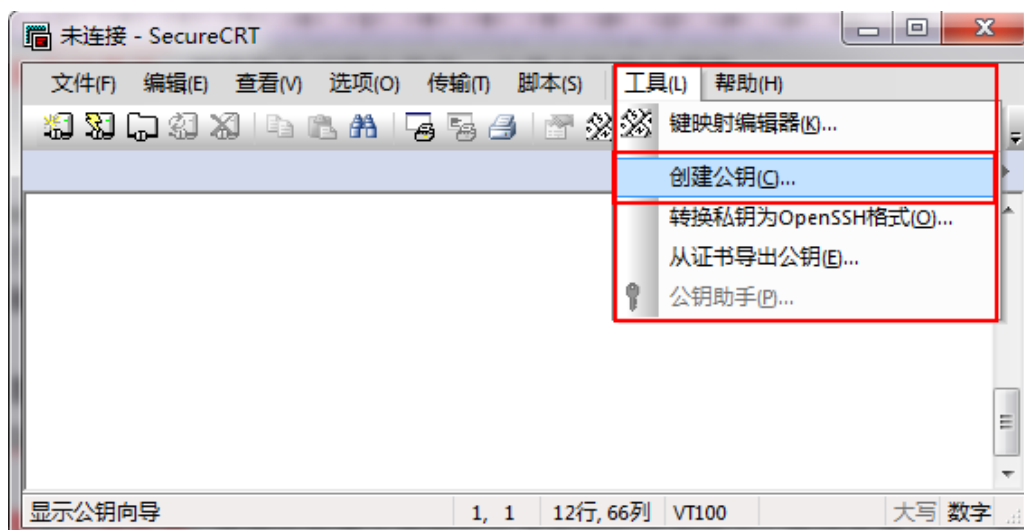 未连接 - SecureCRT
文件(F) 编辑(E) 查看(V) 选项(O) 传输(T) 脚本(S) 工具(L) 帮助(H)
键映射编辑器(K)...
创建公钥(C)...
转换私钥为OpenSSH格式(O)...
从证书导出公钥(E)...
公钥助手(P)...
显示公钥向导 1, 1 12行, 66列 VT100 大写 数字